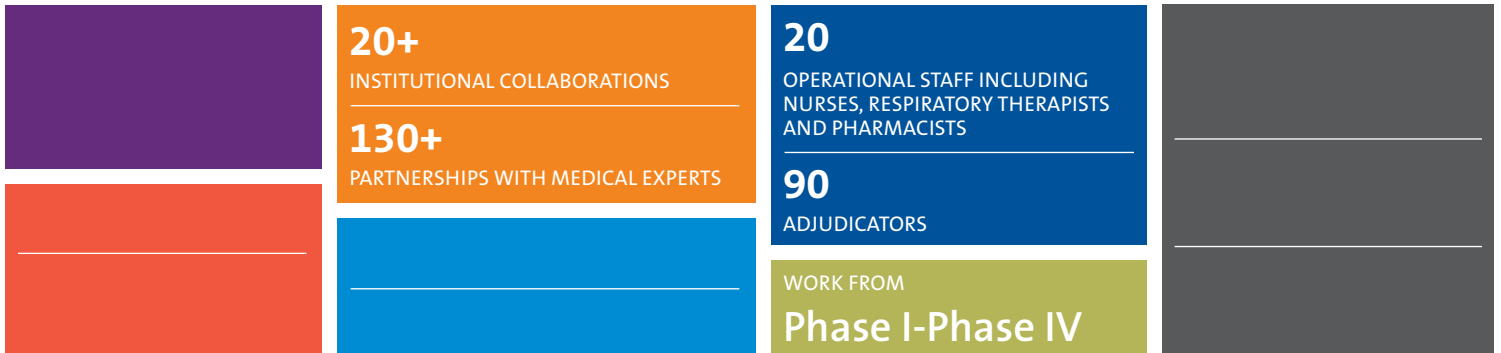 20+
INSTITUTIONAL COLLABORATIONS
130+
PARTNERSHIPS WITH MEDICAL EXPERTS
20
OPERATIONAL STAFF INCLUDING
NURSES, RESPIRATORY THERAPISTS
AND PHARMACISTS
90
ADJUDICATORS
WORK FROM
Phase I-Phase IV